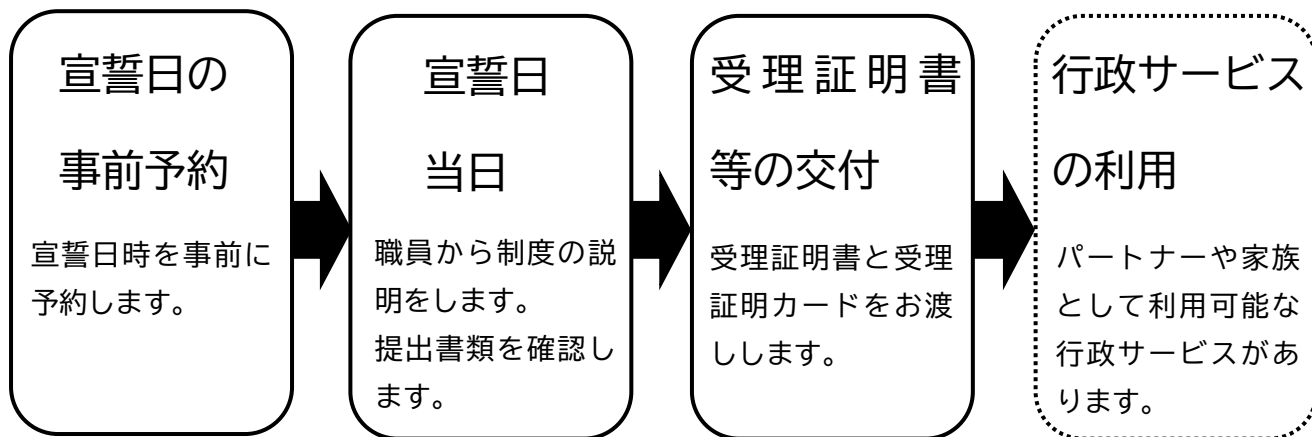 宣誓日の
事前予約
宣誓日時を事前に
予約します。
宣誓日
当日
職員から制度の説
明をします。
提出書類を確認し
ます。
受理証明書
等の交付
受理証明書と受理
証明カードをお渡
しします。
行政サービス
の利用
パートナーや家族
として利用可能な
行政サービスがあ
ります。